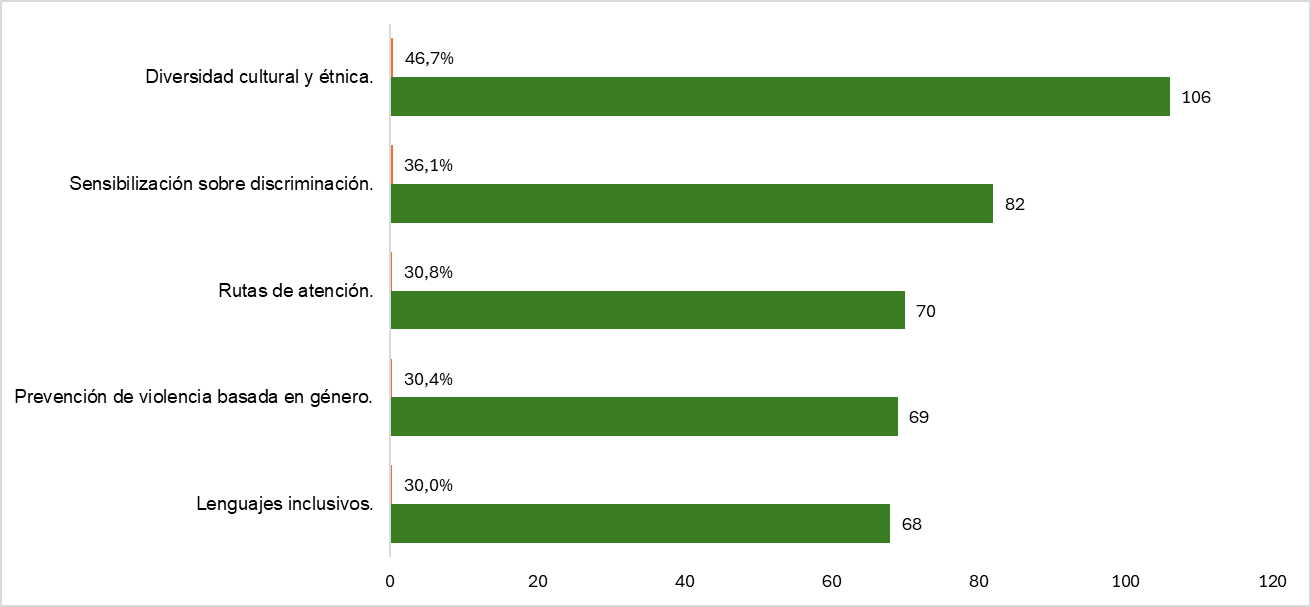 46,7%
Diversidad cultural y étnica.
106
36,1%
Sensibilización sobre discriminación.
82
30,8%
Rutas de atención.
70
30,4%
Prevención de violencia basada en género.
69
30,0%
Lenguajes inclusivos.
68
0 20 40 60 80 100 120